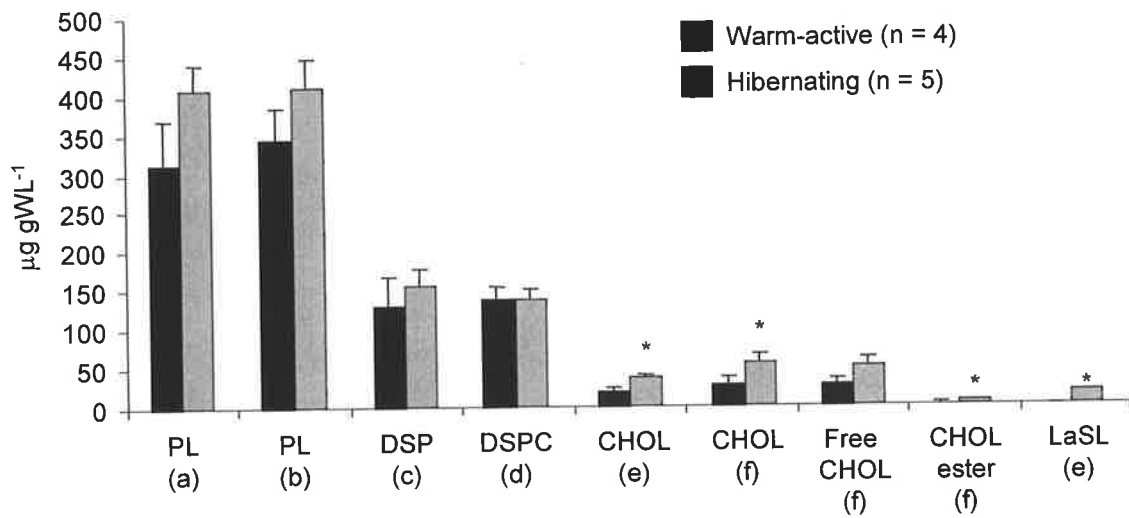 500
450
400
350
300
250
200
150
100
50
0
µg gWL⁻¹
Warm-active (n = 4)
Hibernating (n = 5)
*
*
*
*
PL
(a)
PL
(b)
DSP
(c)
DSPC
(d)
CHOL
(e)
CHOL
(f)
Free
CHOL
(f)
CHOL
ester
(f)
LaSL
(e)